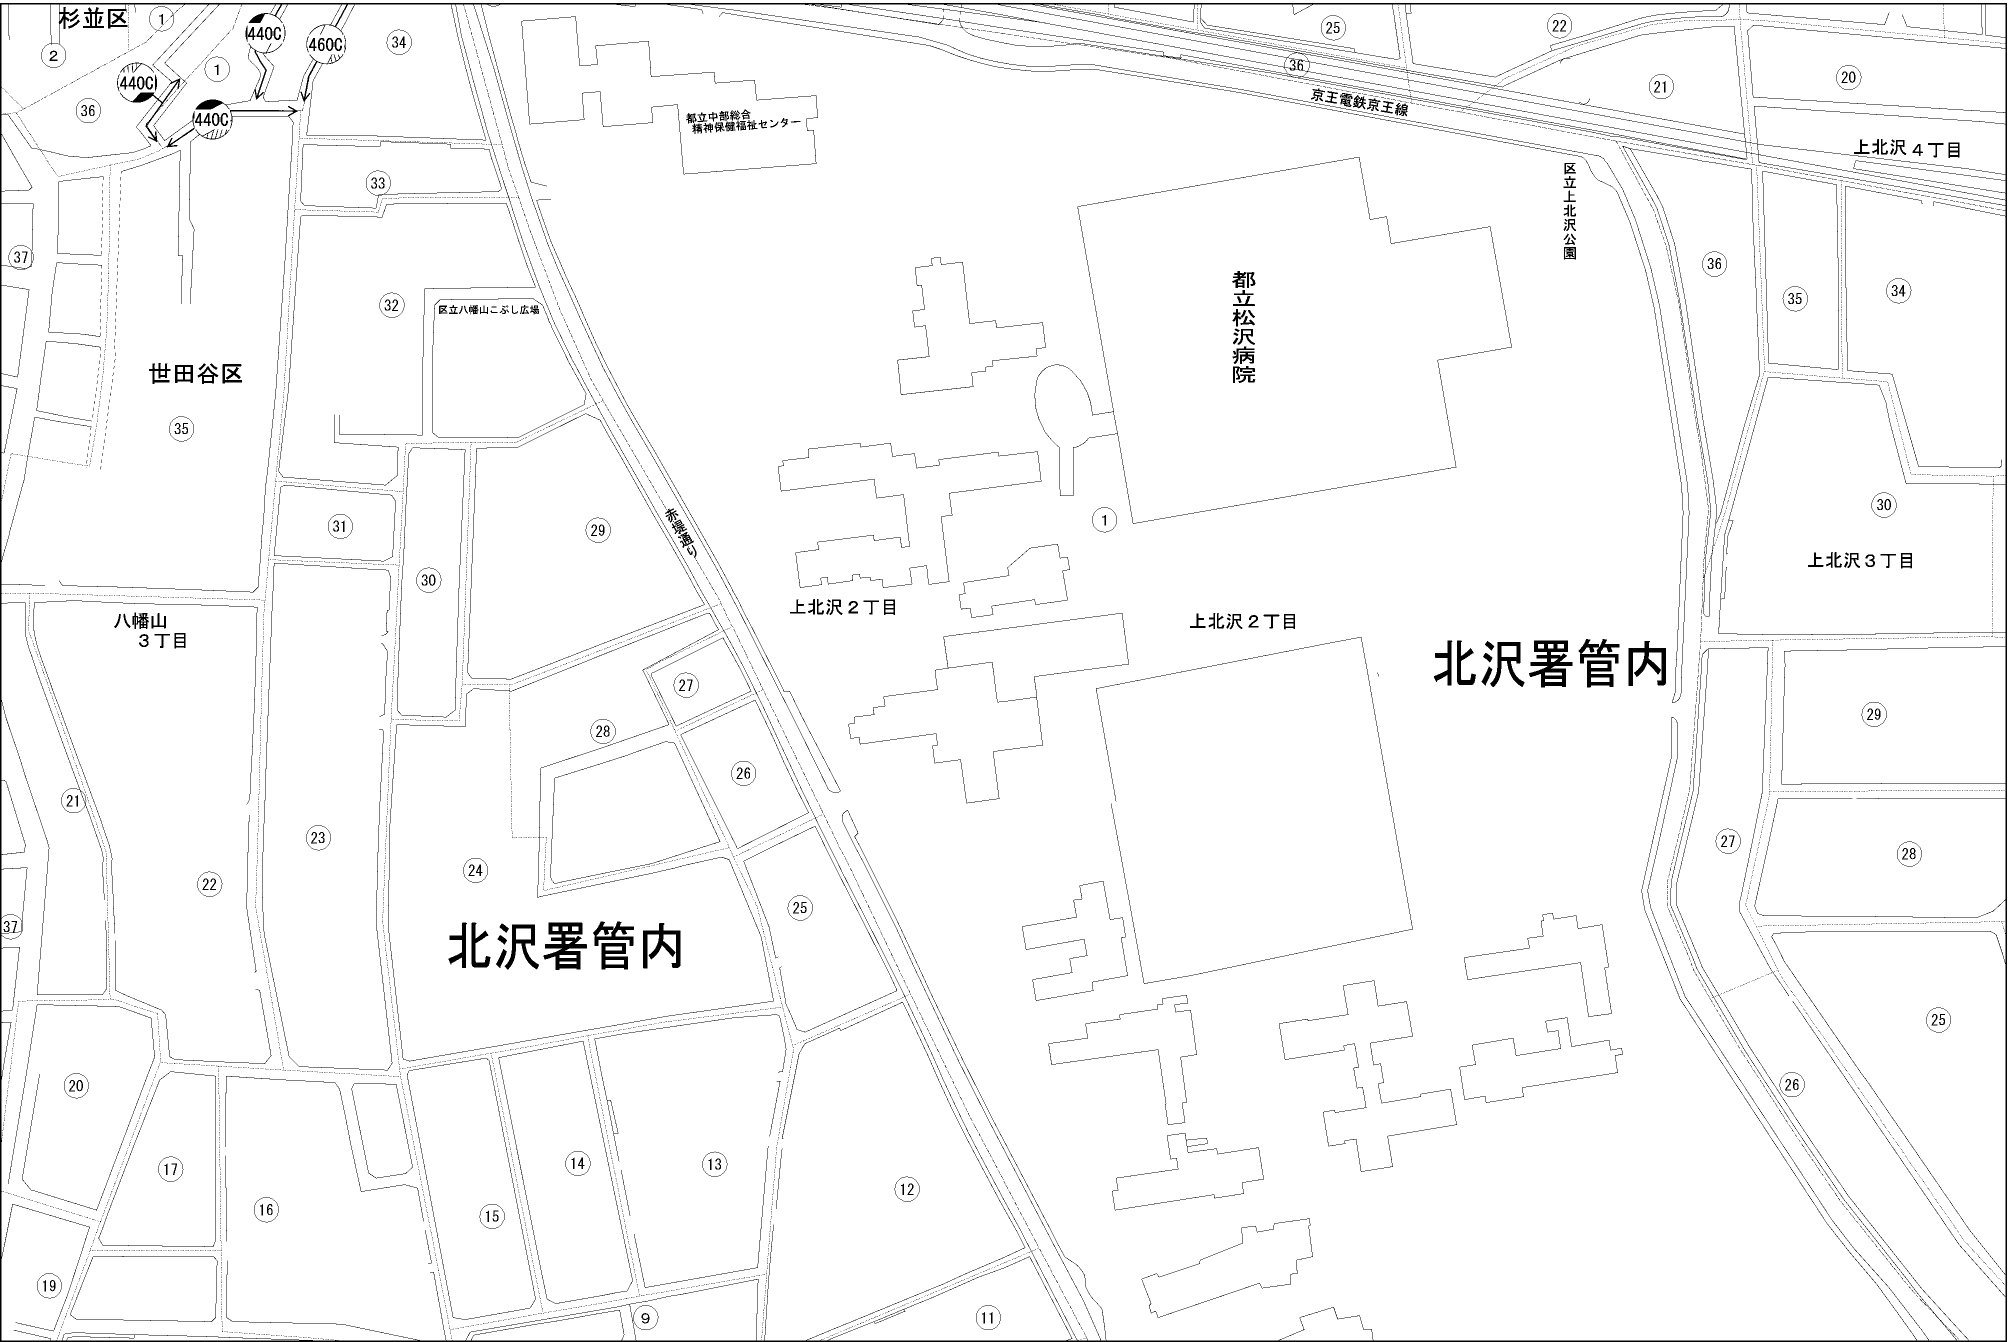 杉並区
1
440C
460C
34
25
22
2
440C
1
36
36
21
20
440C
京王電鉄京王線
都立中部総合
精神保健福祉センター
上北沢4丁目
33
区立上北沢公園
37
32
区立八幡山こぶし広場
都立松沢病院
36
35
34
世田谷区
35
31
29
赤堤通り
1
30
30
上北沢3丁目
八幡山
3丁目
上北沢2丁目
上北沢2丁目
北沢署管内
27
28
29
26
21
23
27
28
22
24
25
37
北沢署管内
25
20
26
17
14
13
12
16
15
19
9
11